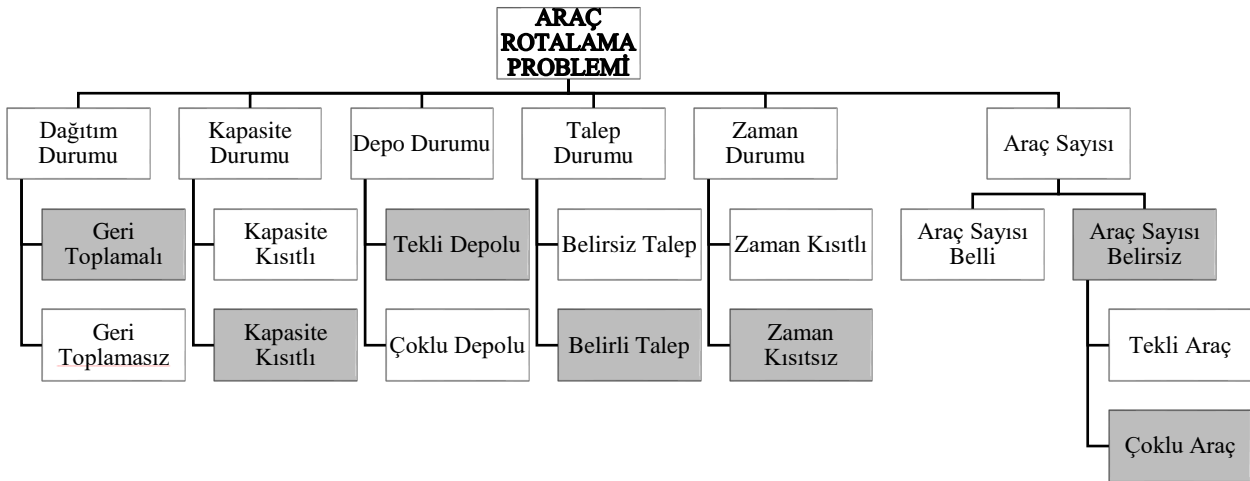 ARAÇ
ROTALAMA
PROBLEMİ
Dağıtım
Durumu
Kapasite
Durumu
Depo Durumu
Talep
Durumu
Zaman
Durumu
Araç Sayısı
Geri
Toplamalı
Kapasite
Kısıtlı
Tekli Depolu
Belirsiz Talep
Zaman Kısıtlı
Araç Sayısı
Belli
Araç Sayısı
Belirsiz
Geri
Toplamasız
Kapasite
Kısıtlı
Çoklu Depolu
Belirli Talep
Zaman
Kısıtsız
Tekli Araç
Çoklu Araç